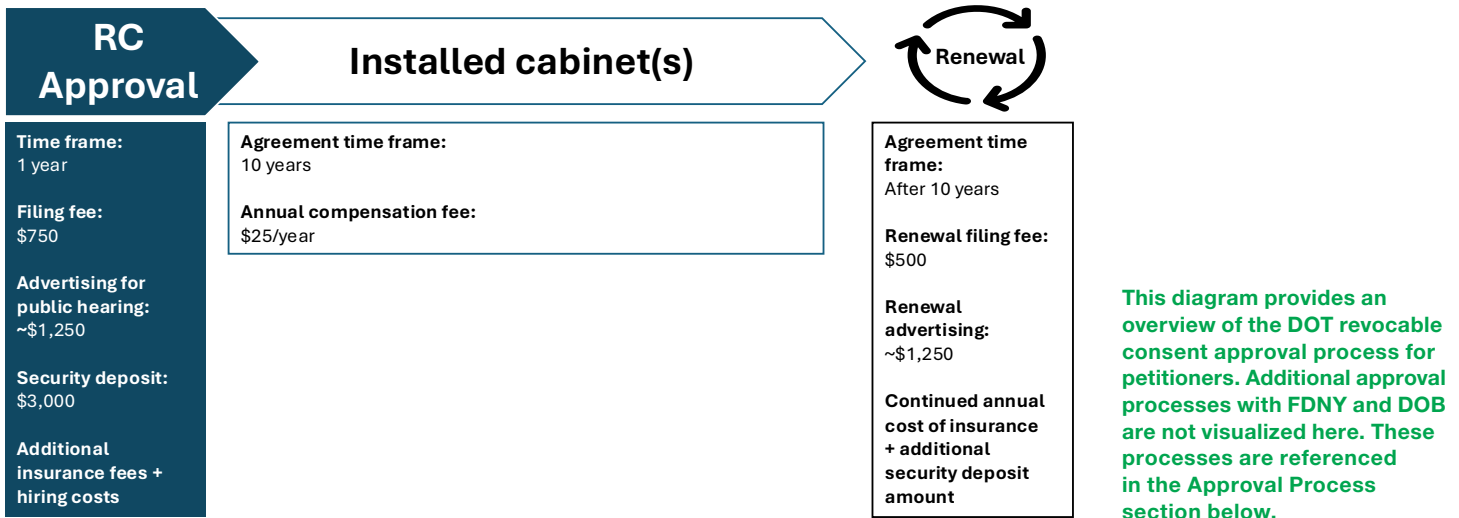 RC
Approval
Installed cabinet(s)
Renewal
Time frame:
1 year
Filing fee:
$750
Advertising for
public hearing:
~$1,250
Security deposit:
$3,000
Additional
insurance fees +
hiring costs
Agreement time frame:
10 years
Annual compensation fee:
$25/year
Agreement time
frame:
After 10 years
Renewal filing fee:
$500
Renewal
advertising:
~$1,250
Continued annual
cost of insurance
+ additional
security deposit
amount
This diagram provides an
overview of the DOT revocable
consent approval process for
petitioners. Additional approval
processes with FDNY and DOB
are not visualized here. These
processes are referenced
in the Approval Process
section below.